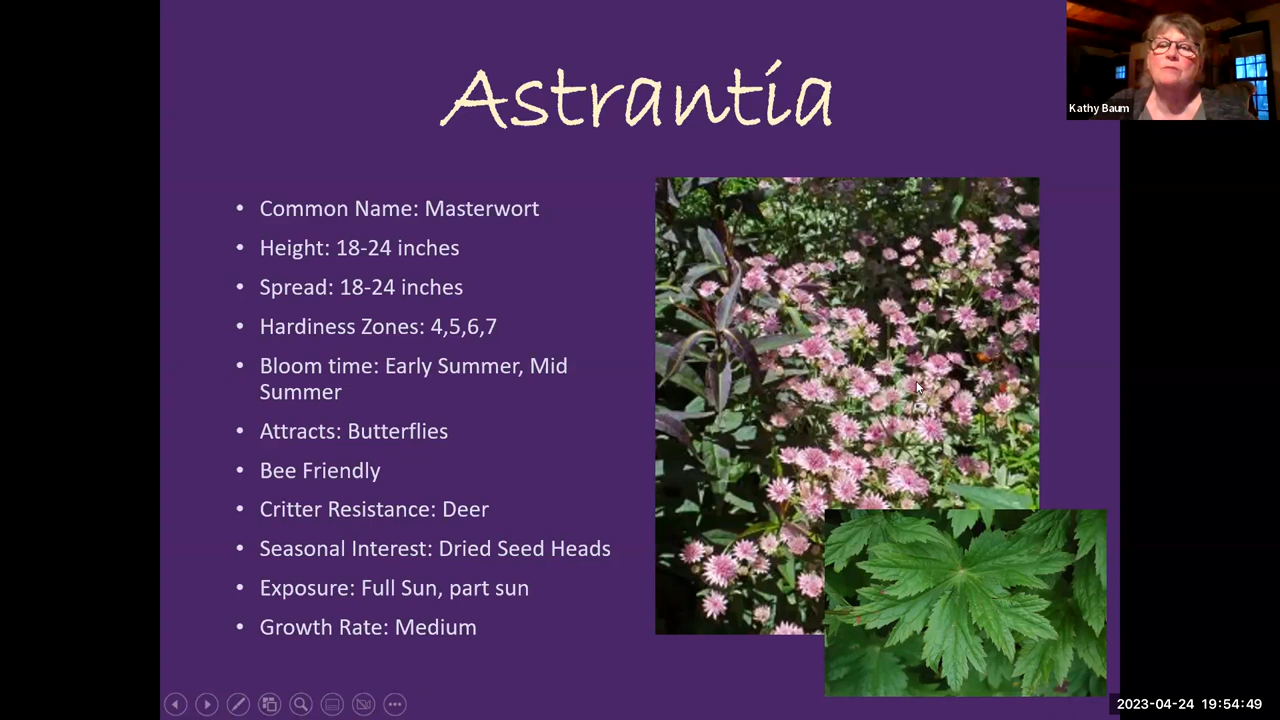 Astrantia
Kathy Baum
• Common Name: Masterwort
• Height: 18-24 inches
• Spread: 18-24 inches
• Hardiness Zones: 4,5,6,7
• Bloom time: Early Summer, Mid
Summer
• Attracts: Butterflies
• Bee Friendly
• Critter Resistance: Deer
• Seasonal Interest: Dried Seed Heads
• Exposure: Full Sun, part sun
• Growth Rate: Medium
2023-04-24 19:54:49